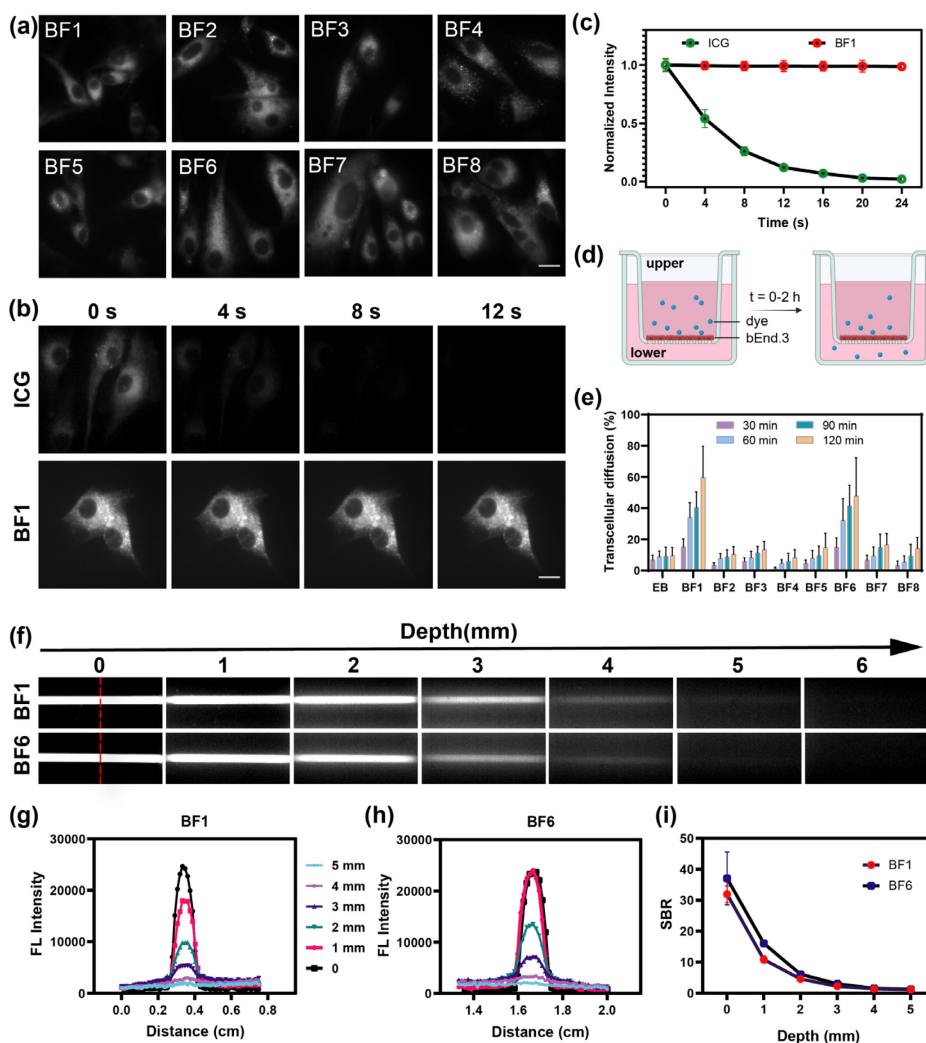 (a)
BF1
BF2
BF3
BF4
BF5
BF6
BF7
BF8
(b)
0 s
4 s
8 s
12 s
ICG
BF1
(c)
ICG
BF1
Normalized Intensity
1.0
0.5
0.0
0 4 8 12 16 20 24
Time (s)
(d)
upper
t = 0-2 h
dye
bEnd.3
lower
(e)
Transcellular diffusion (%)
100
80
60
40
20
0
30 min
90 min
60 min
120 min
EB BF1 BF2 BF3 BF4 BF5 BF6 BF7 BF8
(f)
Depth(mm)
0 1 2 3 4 5 6
BF1
BF6
(g)
BF1
FL Intensity
30000
20000
10000
0
0.0 0.2 0.4 0.6 0.8
Distance (cm)
5 mm
4 mm
3 mm
2 mm
1 mm
0
(h)
BF6
FL Intensity
30000
20000
10000
0
1.4 1.6 1.8 2.0
Distance (cm)
(i)
SBR
50
40
30
20
10
0
BF1
BF6
0 1 2 3 4 5
Depth (mm)